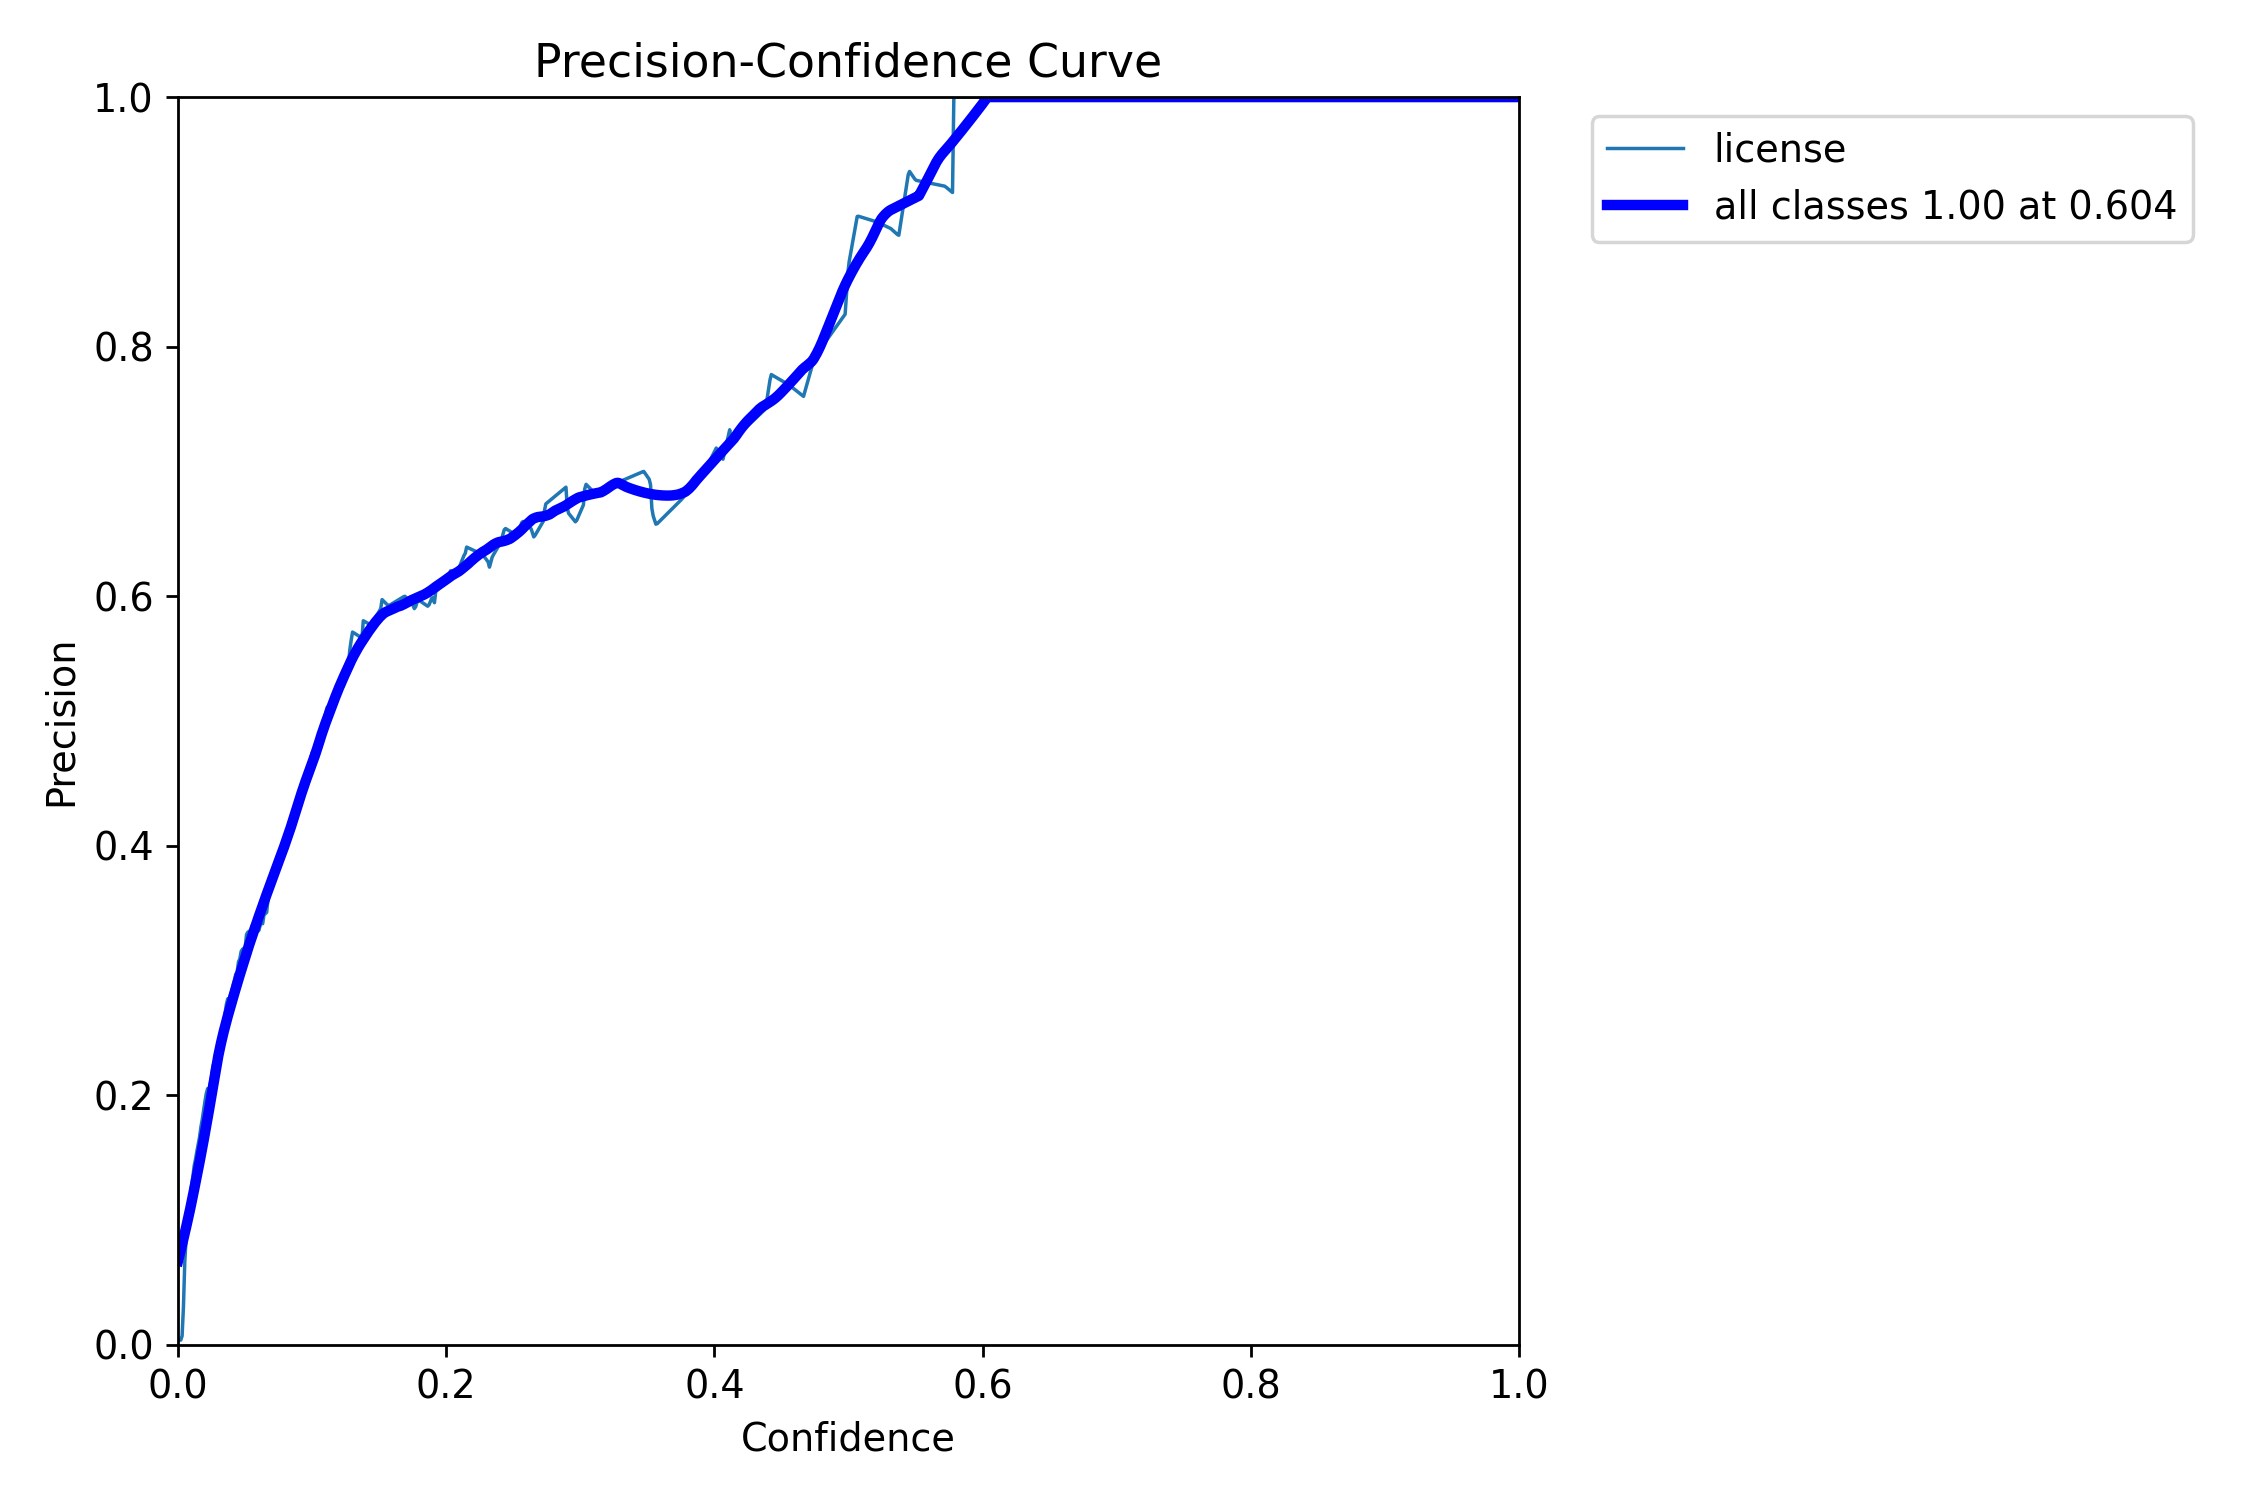 Precision-Confidence Curve
1.0
0.8
0.6
0.4
0.2
0.0
Precision
0.0 0.2 0.4 0.6 0.8 1.0
Confidence
license
all classes 1.00 at 0.604